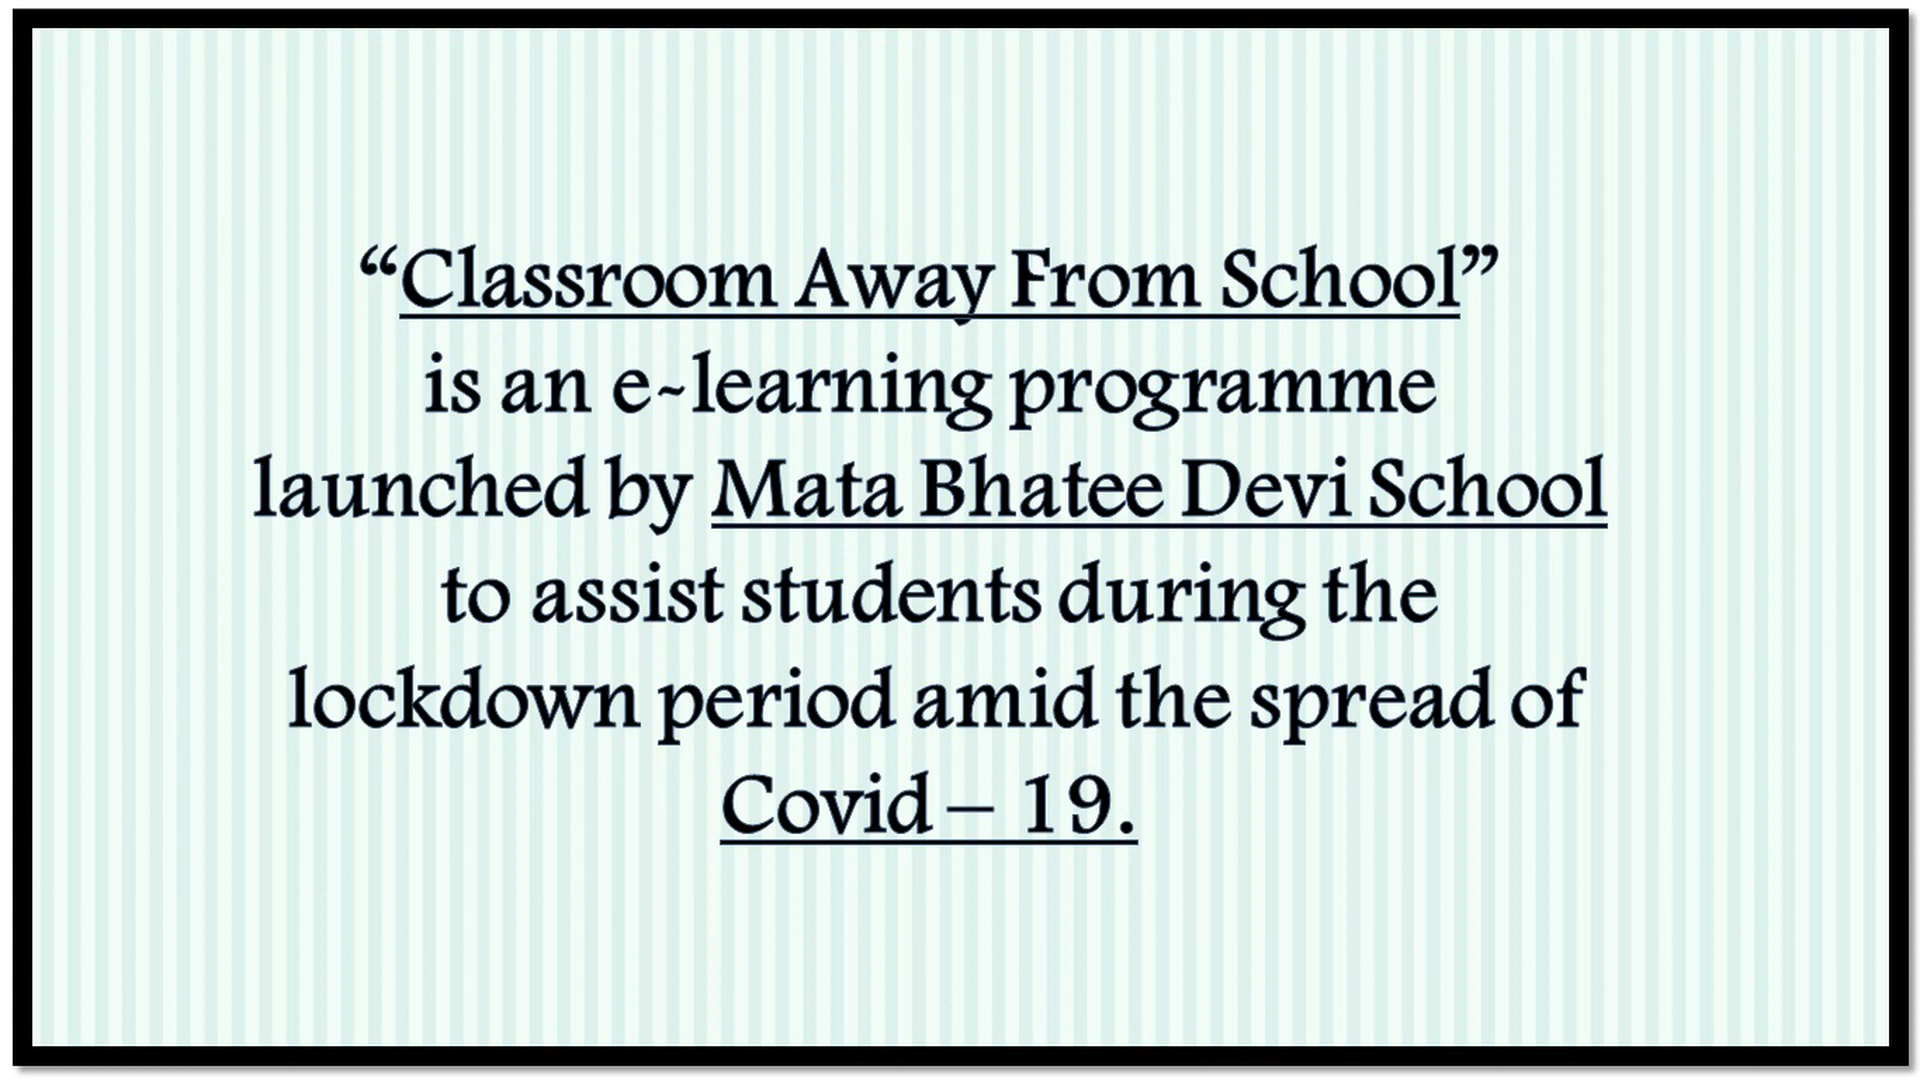 “Classroom Away From School”
is an e-learning programme
launched by Mata Bhatee Devi School
to assist students during the
lockdown period amid the spread of
Covid – 19.